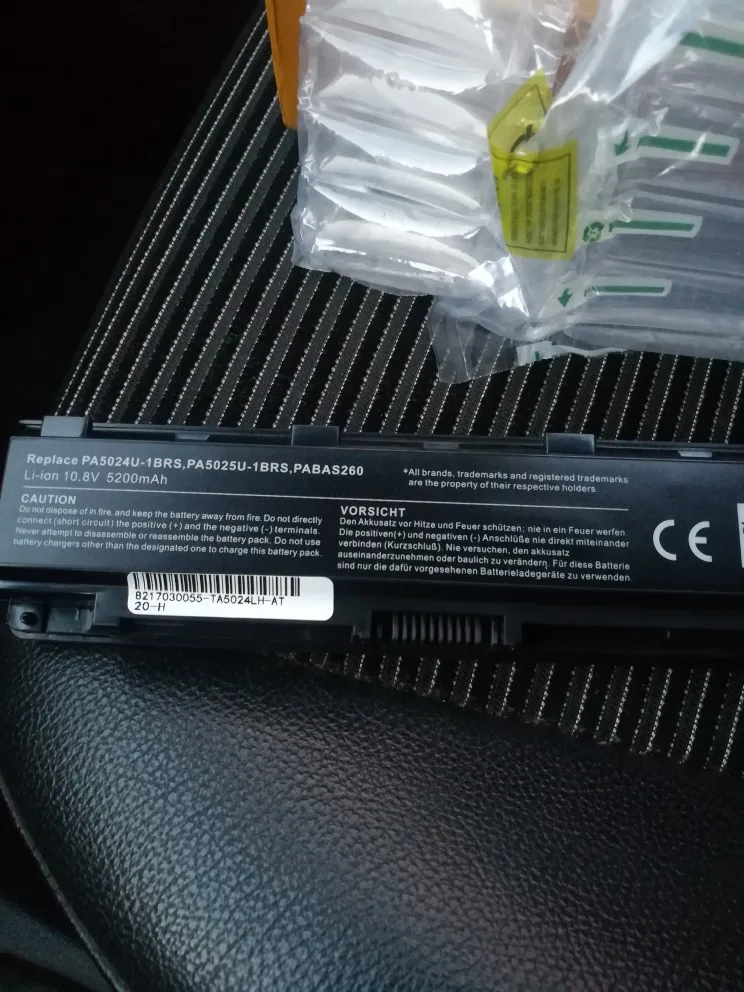 Replace PA5024U-1BRS,PA5025U-1BRS,PABAS260
Li-ion 10.8V 5200mAh
*All brands, trademarks and registered trademarks
are the property of their respective holders.
CAUTION
Do not dispose of in fire, and keep the battery away from fire. Do not directly
connect (short circuit) the positive (+) and the negative (-) terminals.
Never attempt to disassemble or reassemble the battery pack. Do not use
battery chargers other than the designated one to charge this battery pack.
VORSICHT
Den Akkusatz vor Hitze und Feuer schützen; nie in ein Feuer werfen
Die positiven(+) und negativen (-) Anschlüße nie direkt miteinander
verbinden (Kurzschluß). Nie versuchen, den akkusatz
auseinanderzunehmen oder baulich zu verändern. Für diese Batterie
sind nur die dafür vorgesehenen Batterieladegeräte zu verwenden.
CE
8217030055-TA5024LH-AT
20-H